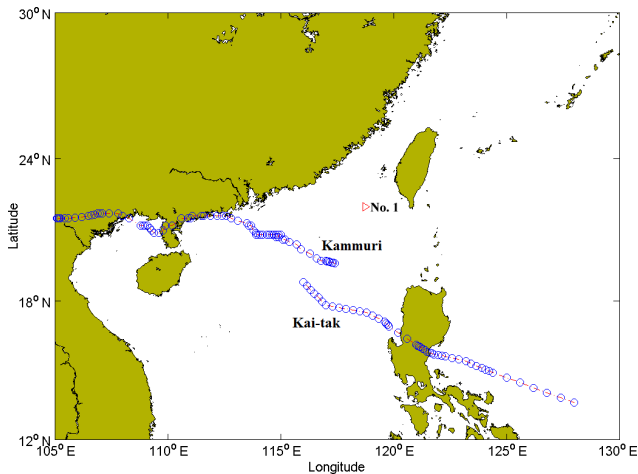 30° N
24° N
No. 1
Latitude
Kammuri
18° N
Kai-tak
12° N
105° E 110° E 115° E 120° E 125° E 130° E
Longitude